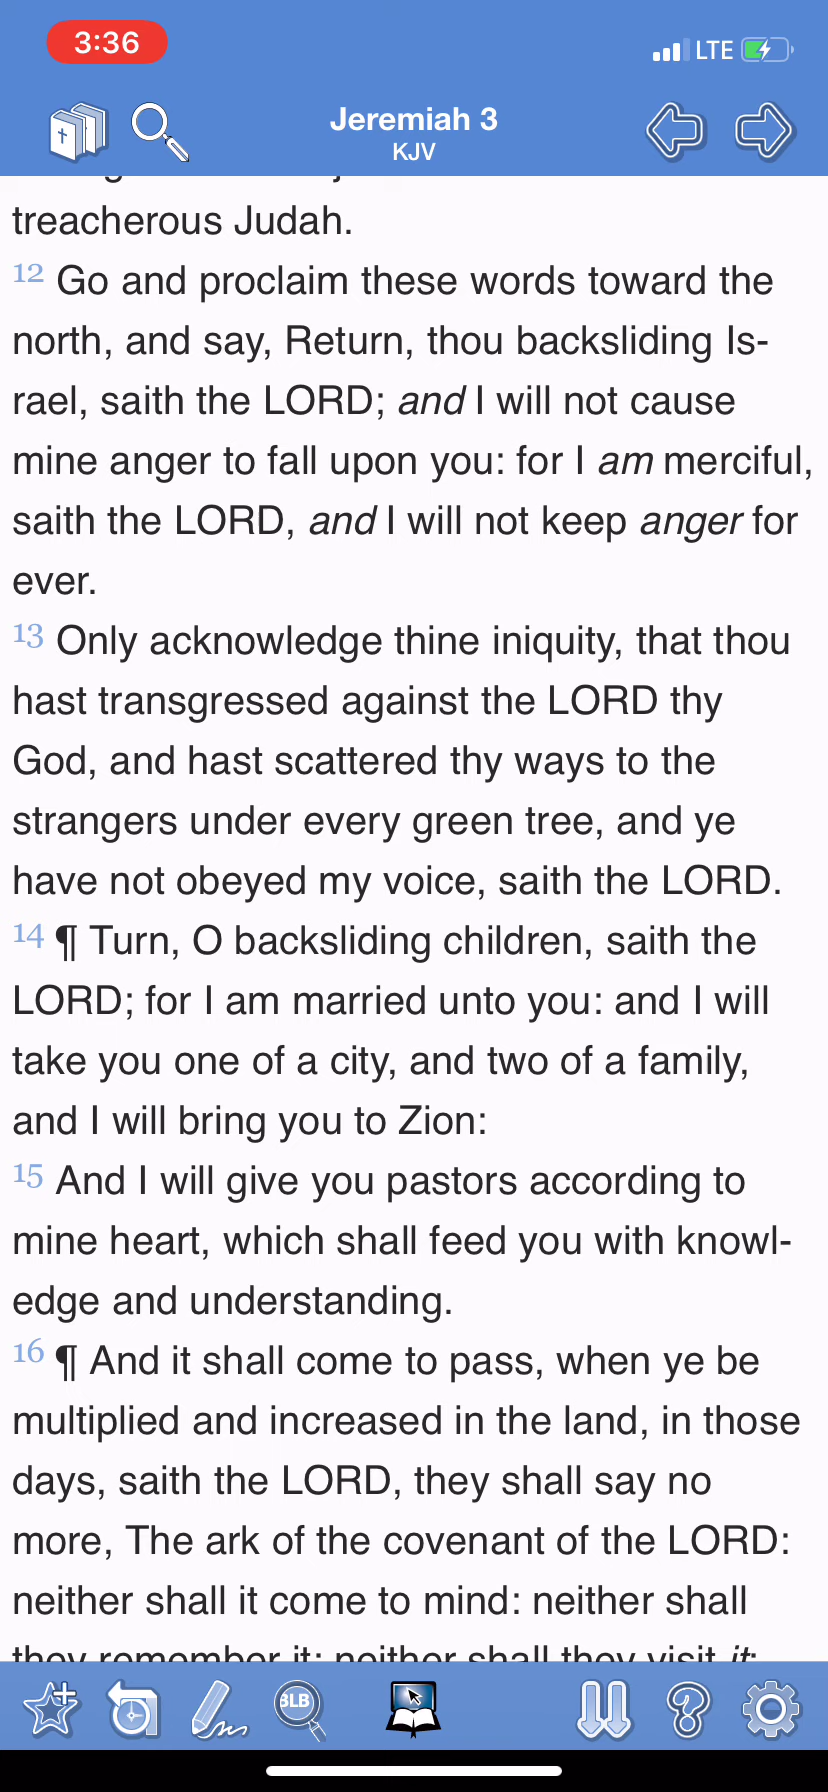 3:36
LTE
Jeremiah 3
KJV
treacherous Judah.
12 Go and proclaim these words toward the
north, and say, Return, thou backsliding Is-
rael, saith the LORD; and I will not cause
mine anger to fall upon you: for I am merciful,
saith the LORD, and I will not keep anger for
ever.
13 Only acknowledge thine iniquity, that thou
hast transgressed against the LORD thy
God, and hast scattered thy ways to the
strangers under every green tree, and ye
have not obeyed my voice, saith the LORD.
14 ¶ Turn, O backsliding children, saith the
LORD; for I am married unto you: and I will
take you one of a city, and two of a family,
and I will bring you to Zion:
15 And I will give you pastors according to
mine heart, which shall feed you with knowl-
edge and understanding.
16 ¶ And it shall come to pass, when ye be
multiplied and increased in the land, in those
days, saith the LORD, they shall say no
more, The ark of the covenant of the LORD:
neither shall it come to mind: neither shall
they remember it; neither shall they visit it;
BLB